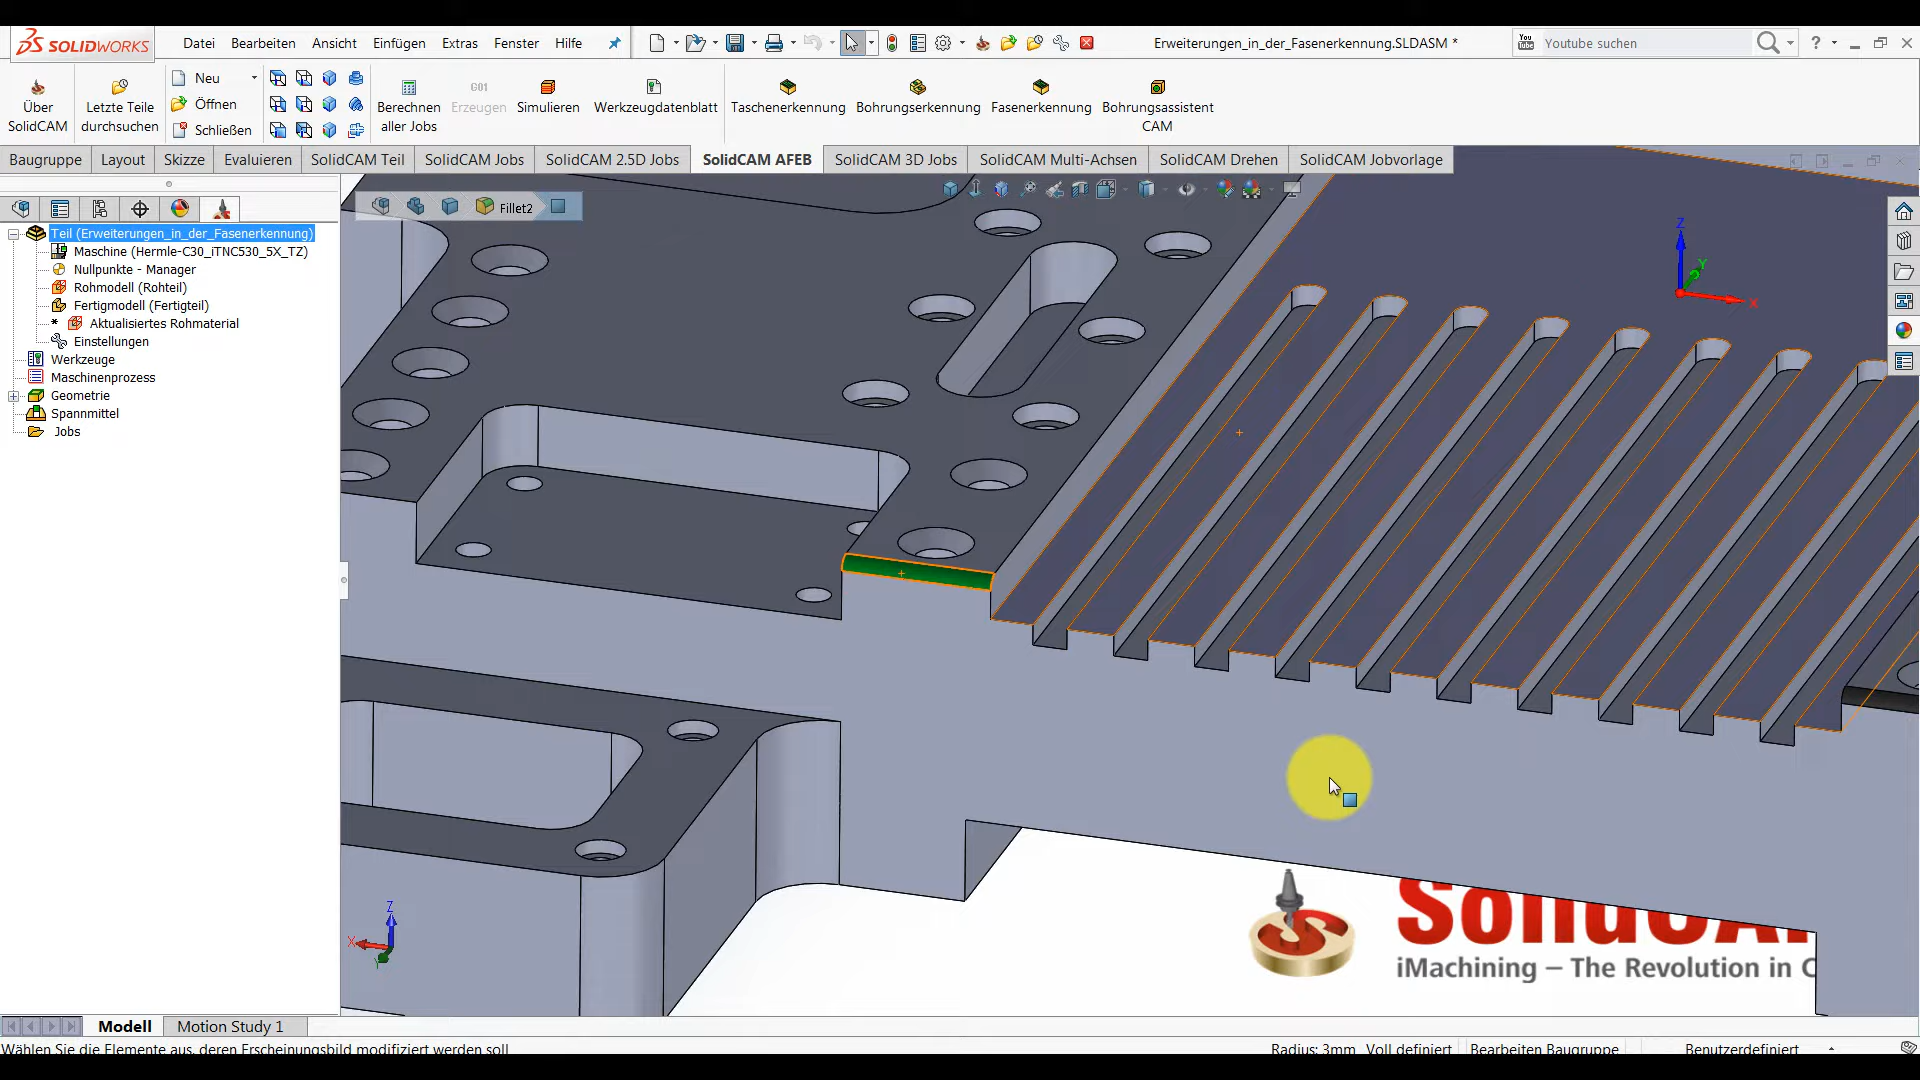 SOLIDWORKS
Datei Bearbeiten Ansicht Einfügen Extras Fenster Hilfe
Erweiterungen_in_der_Fasenerkennung.SLDASM *
You Tube
Youtube suchen
?
Über SolidCAM
Letzte Teile durchsuchen
Neu
Öffnen
Schließen
Berechnen aller Jobs
G01
Erzeugen
Simulieren
Werkzeugdatenblatt
Taschenerkennung
Bohrungserkennung
Fasenerkennung
Bohrungsassistent CAM
Baugruppe Layout Skizze Evaluieren SolidCAM Teil SolidCAM Jobs SolidCAM 2.5D Jobs SolidCAM AFEB SolidCAM 3D Jobs SolidCAM Multi-Achsen SolidCAM Drehen SolidCAM Jobvorlage
Fillet2
Teil (Erweiterungen_in_der_Fasenerkennung)
Maschine (Hermle-C30_iTNC530_5X_TZ)
Nullpunkte - Manager
Rohmodell (Rohteil)
Fertigmodell (Fertigteil)
* Aktualisiertes Rohmaterial
Einstellungen
Werkzeuge
Maschinenprozess
Geometrie
Spannmittel
Jobs
Z
Y
X
Z
X
Y
SolidCA
iMachining – The Revolution in C
Modell Motion Study 1
Wählen Sie die Elemente aus, deren Erscheinungsbild modifiziert werden soll
Radius: 3mm Voll definiert Bearbeiten Baugruppe Benutzerdefiniert